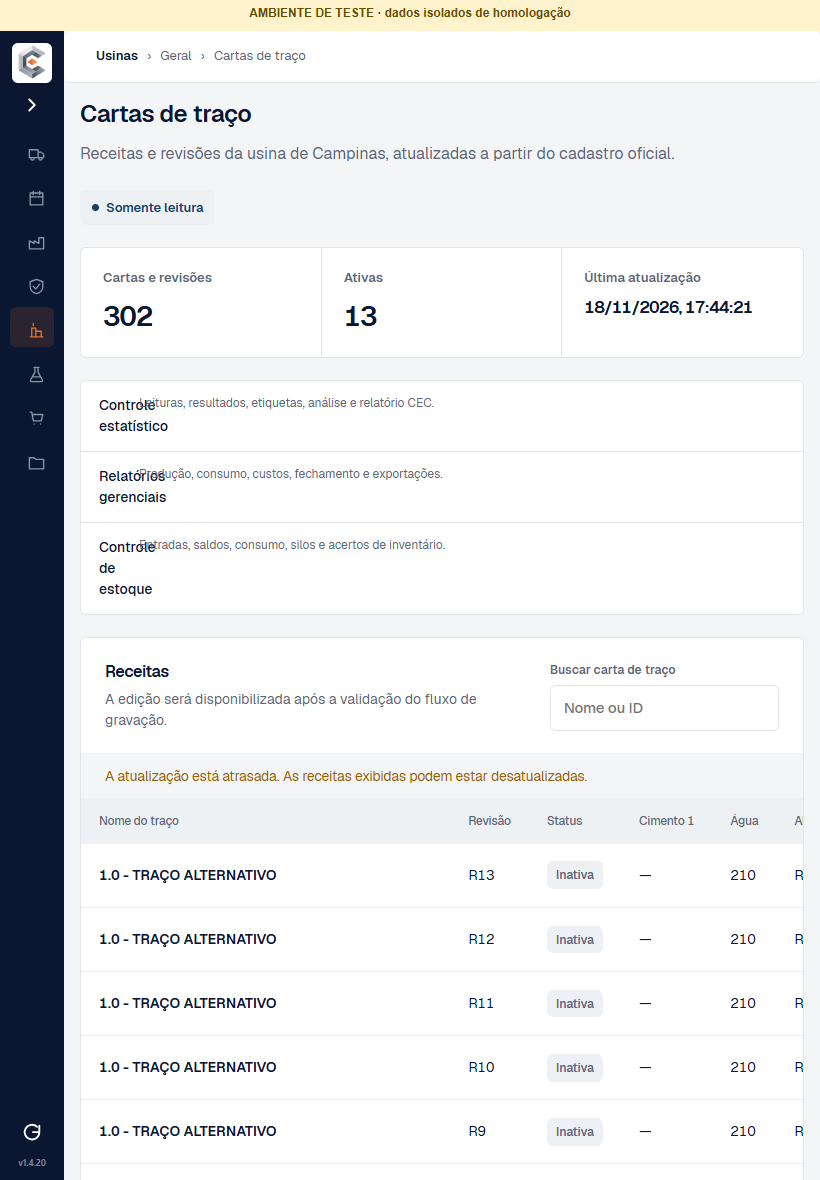 AMBIENTE DE TESTE · dados isolados de homologação
Usinas › Geral › Cartas de traço
Cartas de traço
Receitas e revisões da usina de Campinas, atualizadas a partir do cadastro oficial.
Somente leitura
Cartas e revisões
302
Ativas
13
Última atualização
18/11/2026, 17:44:21
Controle estatístico
Leituras, resultados, etiquetas, análise e relatório CEC.
Relatórios gerenciais
Produção, consumo, custos, fechamento e exportações.
Controle de estoque
Entradas, saldos, consumo, silos e acertos de inventário.
Receitas
A edição será disponibilizada após a validação do fluxo de
gravação.
Buscar carta de traço
Nome ou ID
A atualização está atrasada. As receitas exibidas podem estar desatualizadas.
Nome do traço Revisão Status Cimento 1 Água
1.0 - TRAÇO ALTERNATIVO R13 Inativa — 210 R
1.0 - TRAÇO ALTERNATIVO R12 Inativa — 210 R
1.0 - TRAÇO ALTERNATIVO R11 Inativa — 210 R
1.0 - TRAÇO ALTERNATIVO R10 Inativa — 210 R
1.0 - TRAÇO ALTERNATIVO R9 Inativa — 210 R
v1.4.20